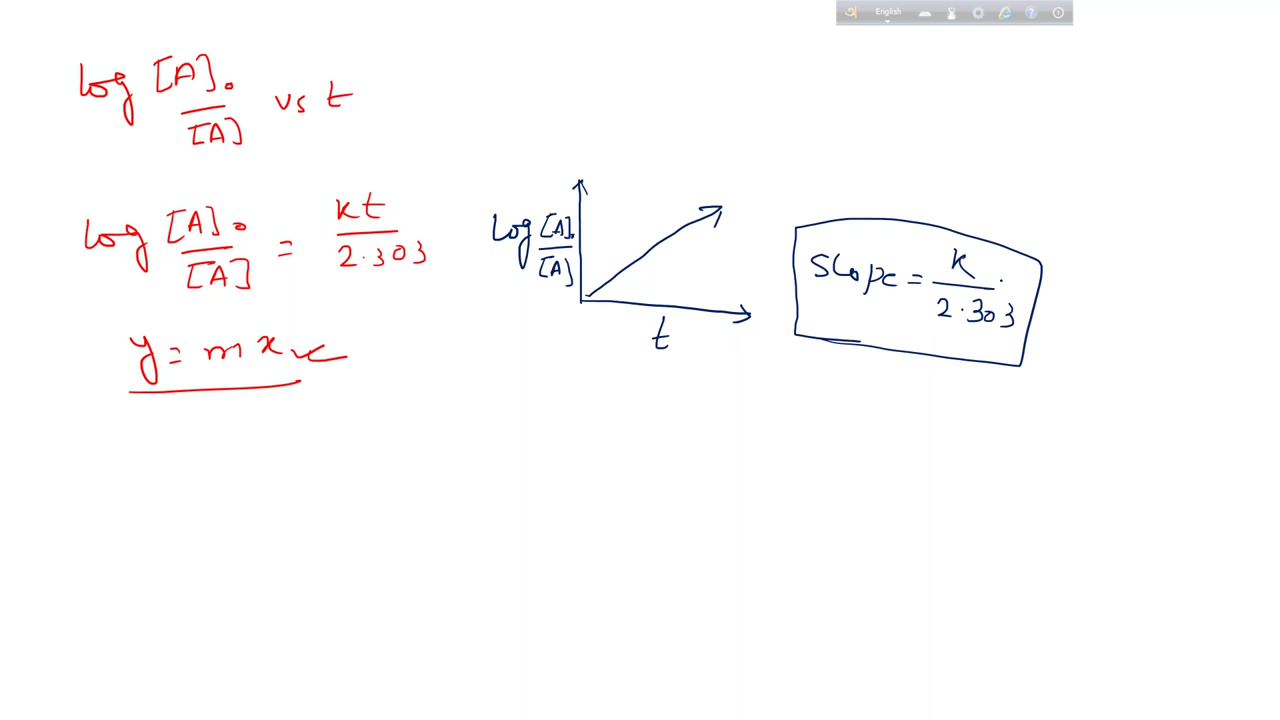 English
log [A]₀ / [A] vs t
log [A]₀ / [A] = kt / 2.303
y = mx
log [A]₀ / [A]
t
Slope = k / 2.303